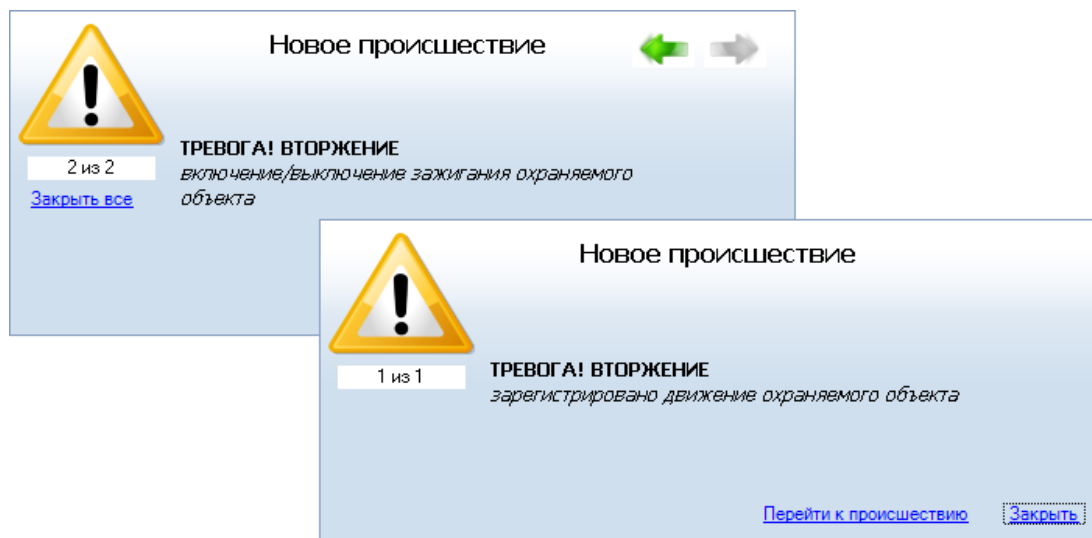 Новое происшествие
ТРЕВОГА! ВТОРЖЕНИЕ
2 из 2
включение/выключение зажигания охраняемого
Закрыть все
объекта
Новое происшествие
ТРЕВОГА! ВТОРЖЕНИЕ
1 из 1
зарегистрировано движение охраняемого объекта
Перейти к происшествию
Закрыть